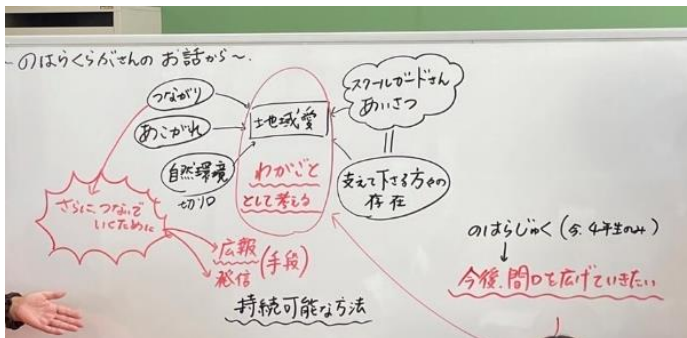 ～のはらくらぶさんの お話から～
つながり
あこがれ
自然環境
切り口
地域愛
わがごと
として考える
スクールガードさん
あいさつ
支えて下さる方々の
存在
さらに、つないで
いくために
広報
発信
(手段)
持続可能な方法
のはらじゅく(今、4年生のみ)
今後、間口を広げていきたい